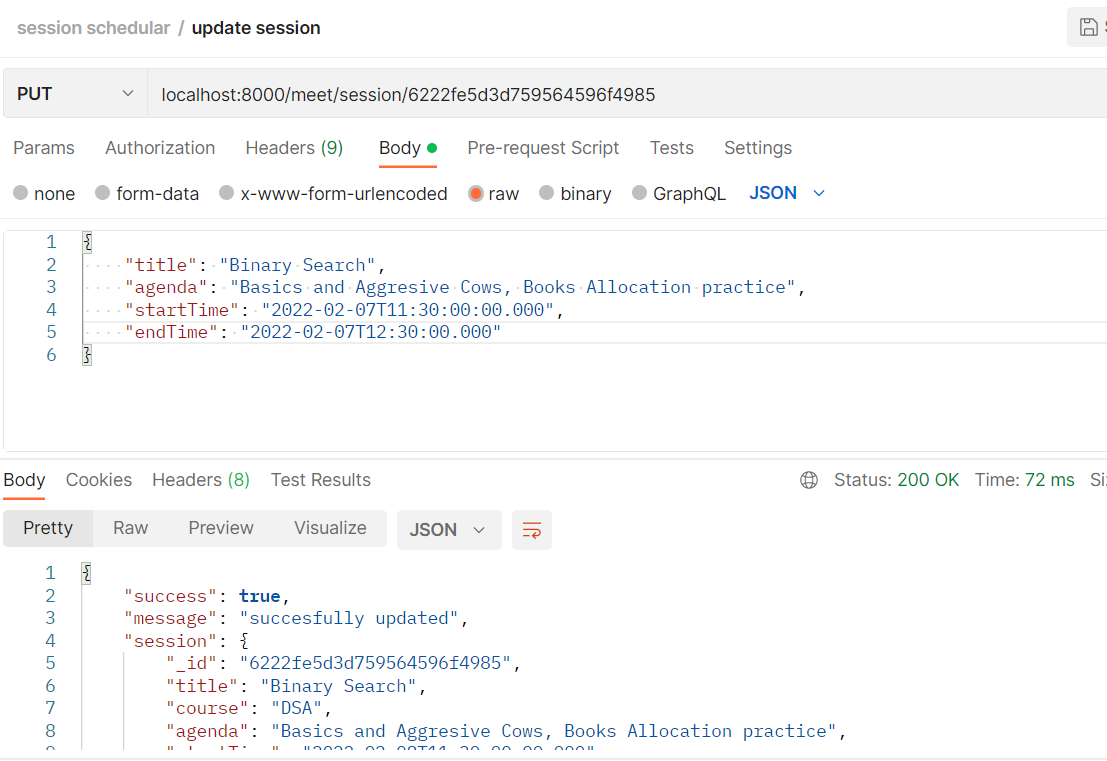 session schedular / update session
PUT localhost:8000/meet/session/6222fe5d3d759564596f4985
Params Authorization Headers (9) Body Pre-request Script Tests Settings
none form-data x-www-form-urlencoded raw binary GraphQL JSON
1 {
2 "title": "Binary Search",
3 "agenda": "Basics and Aggresive Cows, Books Allocation practice",
4 "startTime": "2022-02-07T11:30:00:00.000",
5 "endTime": "2022-02-07T12:30:00.000"
6 }
Body Cookies Headers (8) Test Results Status: 200 OK Time: 72 ms
Pretty Raw Preview Visualize JSON
1 {
2 "success": true,
3 "message": "succesfully updated",
4 "session": {
5 "_id": "6222fe5d3d759564596f4985",
6 "title": "Binary Search",
7 "course": "DSA",
8 "agenda": "Basics and Aggresive Cows, Books Allocation practice",